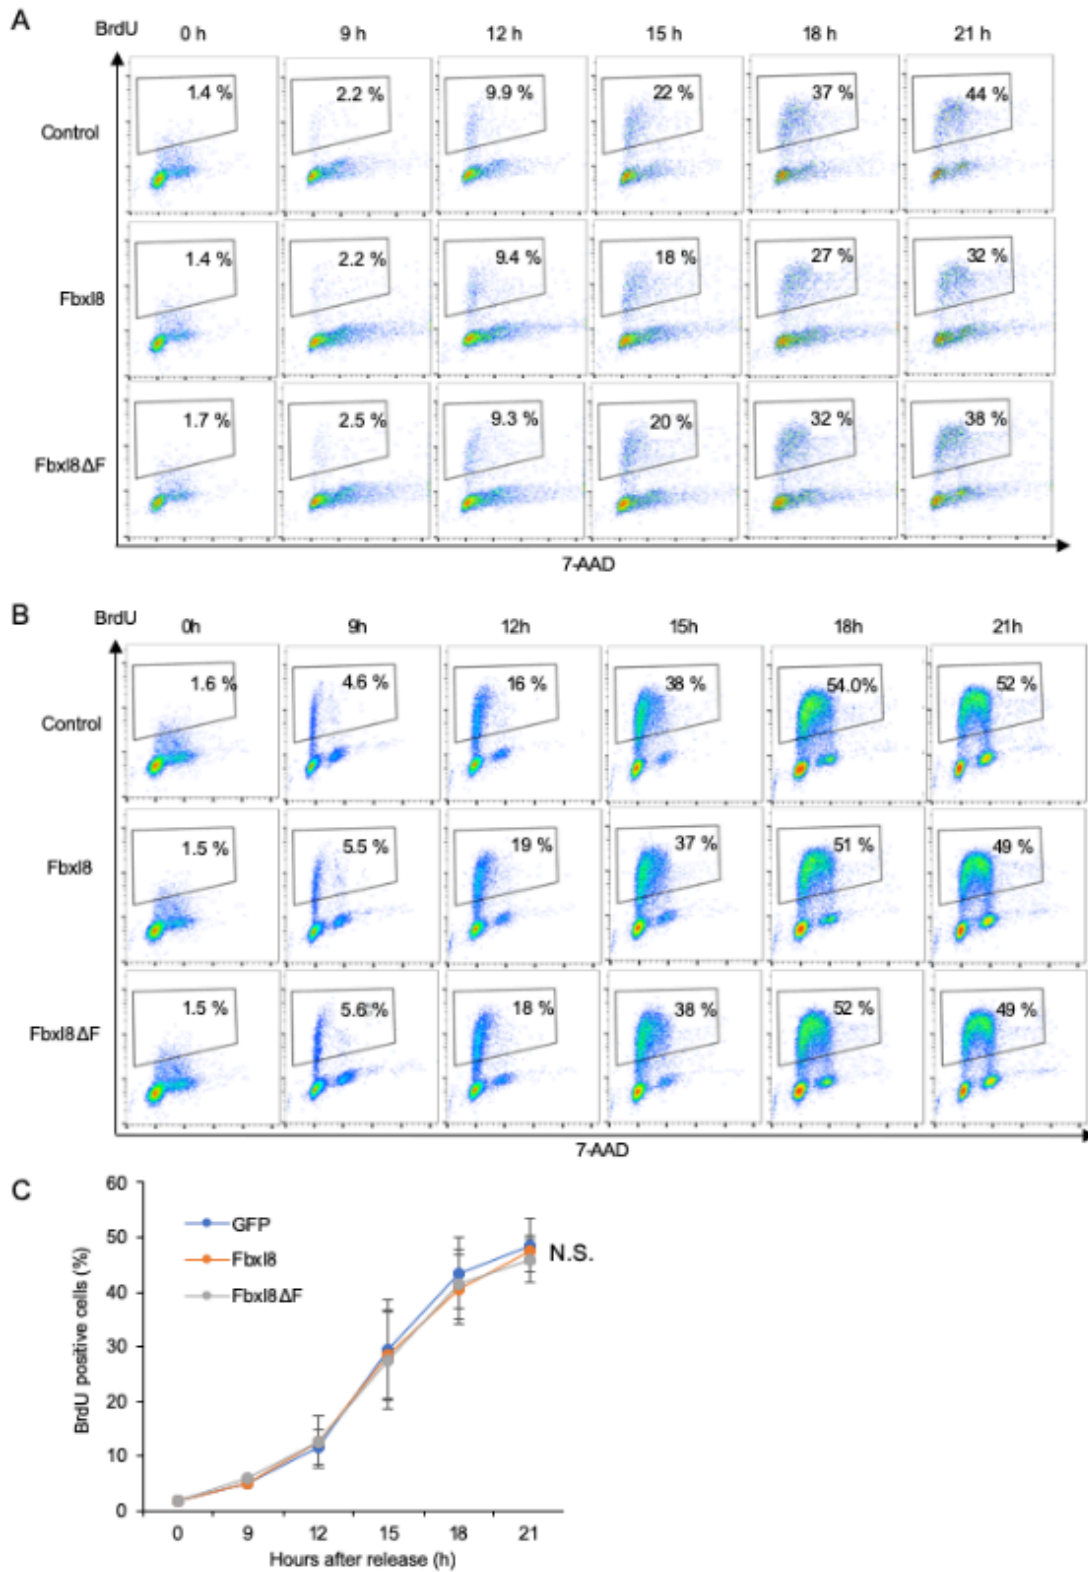 A
BrdU
0 h 9 h 12 h 15 h 18 h 21 h
Control 1.4 % 2.2 % 9.9 % 22 % 37 % 44 %
Fbxl8 1.4 % 2.2 % 9.4 % 18 % 27 % 32 %
Fbxl8ΔF 1.7 % 2.5 % 9.3 % 20 % 32 % 38 %
7-AAD
B
BrdU
0h 9h 12h 15h 18h 21h
Control 1.6 % 4.6 % 16 % 38 % 54.0% 52 %
Fbxl8 1.5 % 5.5 % 19 % 37 % 51 % 49 %
Fbxl8ΔF 1.5 % 5.6 % 18 % 38 % 52 % 49 %
7-AAD
C
BrdU positive cells (%)
60
50
40
30
20
10
0
GFP
Fbxl8
Fbxl8ΔF
N.S.
0 9 12 15 18 21
Hours after release (h)